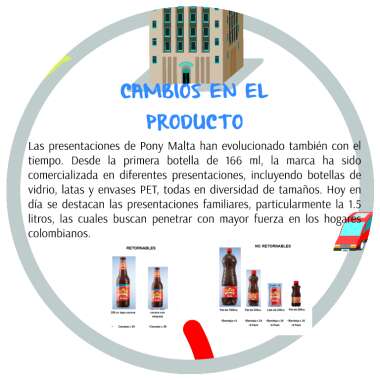 CAMBIOS EN EL
PRODUCTO
Las presentaciones de Pony Malta han evolucionado también con el
tiempo. Desde la primera botella de 166 ml, la marca ha sido
comercializada en diferentes presentaciones, incluyendo botellas de
vidrio, latas y envases PET, todas en diversidad de tamaños. Hoy en
día se destacan las presentaciones familiares, particularmente la 1.5
litros, las cuales buscan penetrar con mayor fuerza en los hogares
colombianos.
RETORNABLES
NO RETORNABLES